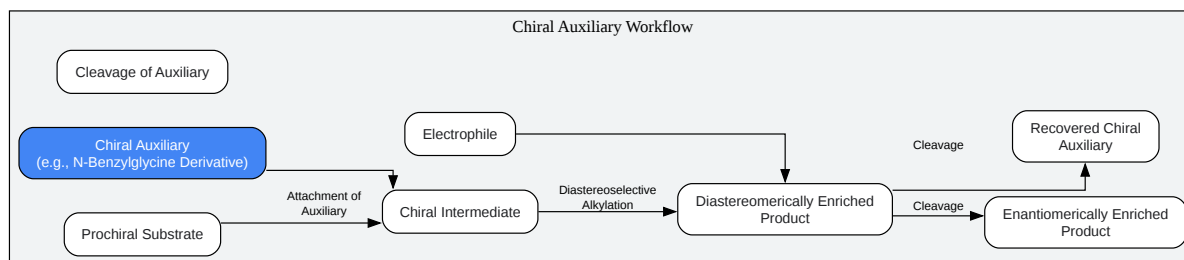 Chiral Auxiliary Workflow
Cleavage of Auxiliary
Chiral Auxiliary
(e.g., N-Benzylglycine Derivative)
Prochiral Substrate
Attachment of
Auxiliary
Electrophile
Chiral Intermediate
Diastereoselective
Alkylation
Diastereomerically Enriched
Product
Cleavage
Cleavage
Recovered Chiral
Auxiliary
Enantiomerically Enriched
Product